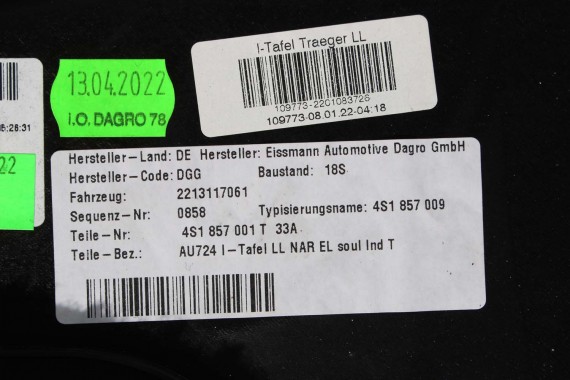 13.04.2022
i.O. DAGRO 78
I-Tafel Traeger LL
109773-2201083726
109773-08.01.22-04:18
:26:31
22
Hersteller-Land: DE Hersteller: Eissmann Automotive Dagro GmbH
Hersteller-Code: DGG Baustand: 18S
Fahrzeug: 2213117061
Sequenz-Nr: 0858 Typisierungsname: 4S1 857 009
Teile-Nr: 4S1 857 001 T 33A
Teile-Bez.: AU724 I-Tafel LL NAR EL soul Ind T